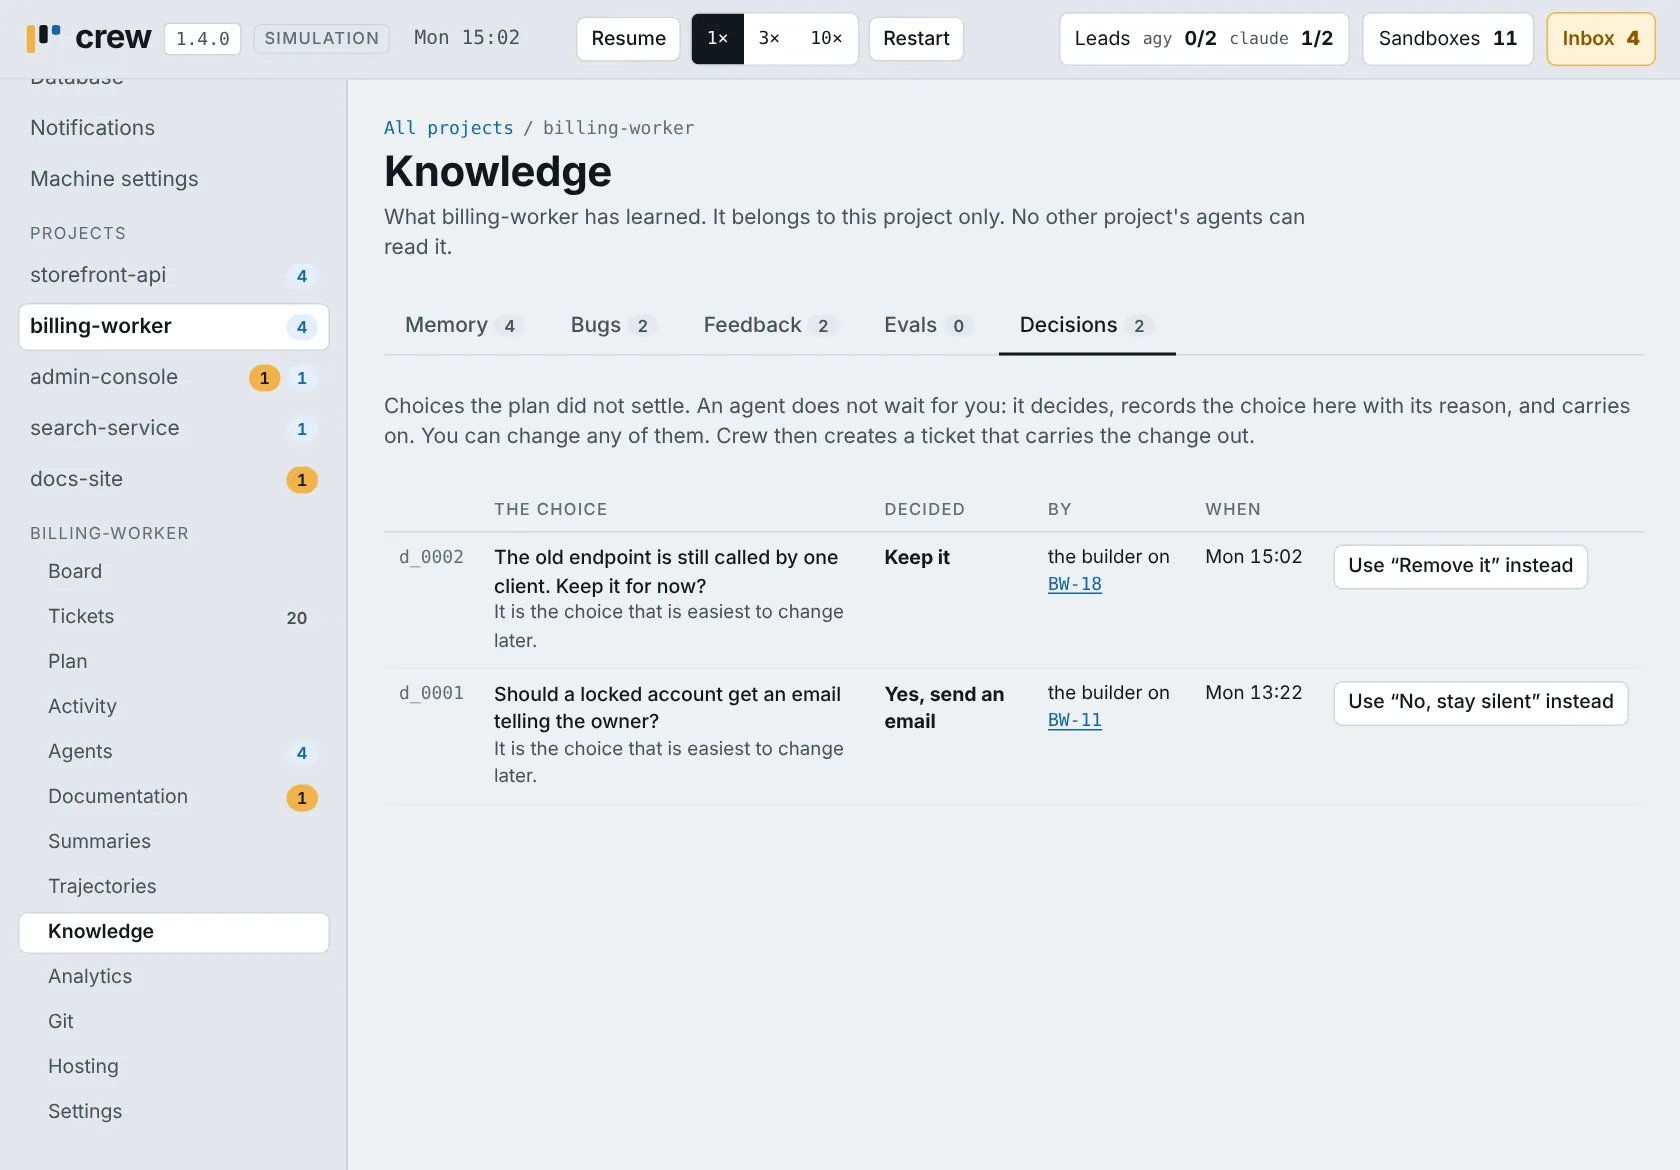 crew 1.4.0 SIMULATION Mon 15:02 Resume 1× 3× 10× Restart Leads agy 0/2 claude 1/2 Sandboxes 11 Inbox 4
Database
Notifications
Machine settings
PROJECTS
storefront-api 4
billing-worker 4
admin-console 1 1
search-service 1
docs-site 1
BILLING-WORKER
Board
Tickets 20
Plan
Activity
Agents 4
Documentation 1
Summaries
Trajectories
Knowledge
Analytics
Git
Hosting
Settings
All projects / billing-worker
Knowledge
What billing-worker has learned. It belongs to this project only. No other project's agents can
read it.
Memory 4 Bugs 2 Feedback 2 Evals 0 Decisions 2
Choices the plan did not settle. An agent does not wait for you: it decides, records the choice here with its reason, and carries
on. You can change any of them. Crew then creates a ticket that carries the change out.
THE CHOICE DECIDED BY WHEN
d_0002 The old endpoint is still called by one Keep it the builder on Mon 15:02 Use “Remove it” instead
client. Keep it for now? BW-18
It is the choice that is easiest to change
later.
d_0001 Should a locked account get an email Yes, send an the builder on Mon 13:22 Use “No, stay silent” instead
telling the owner? email BW-11
It is the choice that is easiest to change
later.